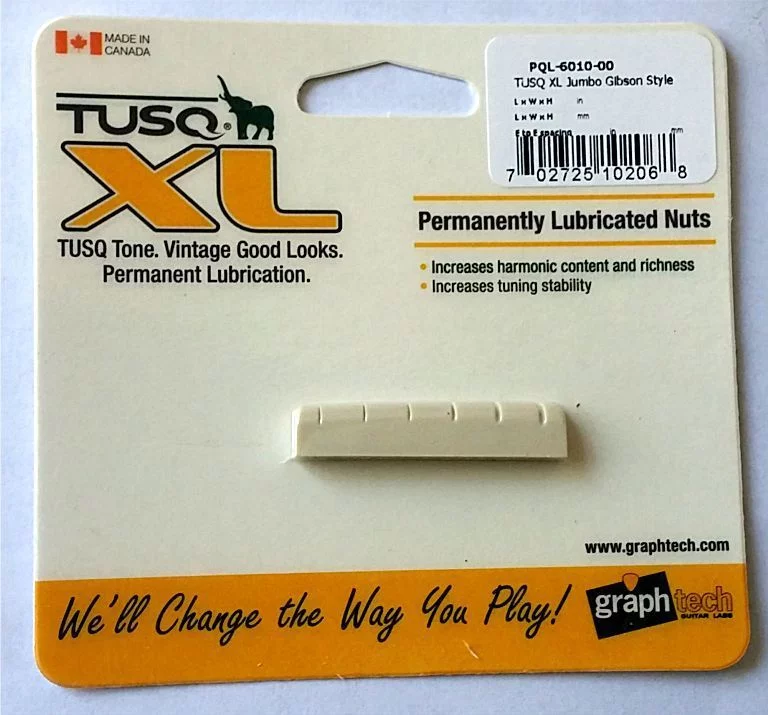 MADE IN
CANADA
PQL-6010-00
TUSQ XL Jumbo Gibson Style
L x W x H in
L x W x H mm
E to E spacing in mm
7 02725 10206 8
TUSQ®
XL
TUSQ Tone. Vintage Good Looks.
Permanent Lubrication.
Permanently Lubricated Nuts
• Increases harmonic content and richness
• Increases tuning stability
www.graphtech.com
We'll Change the Way You Play!
graph tech
GUITAR LABS